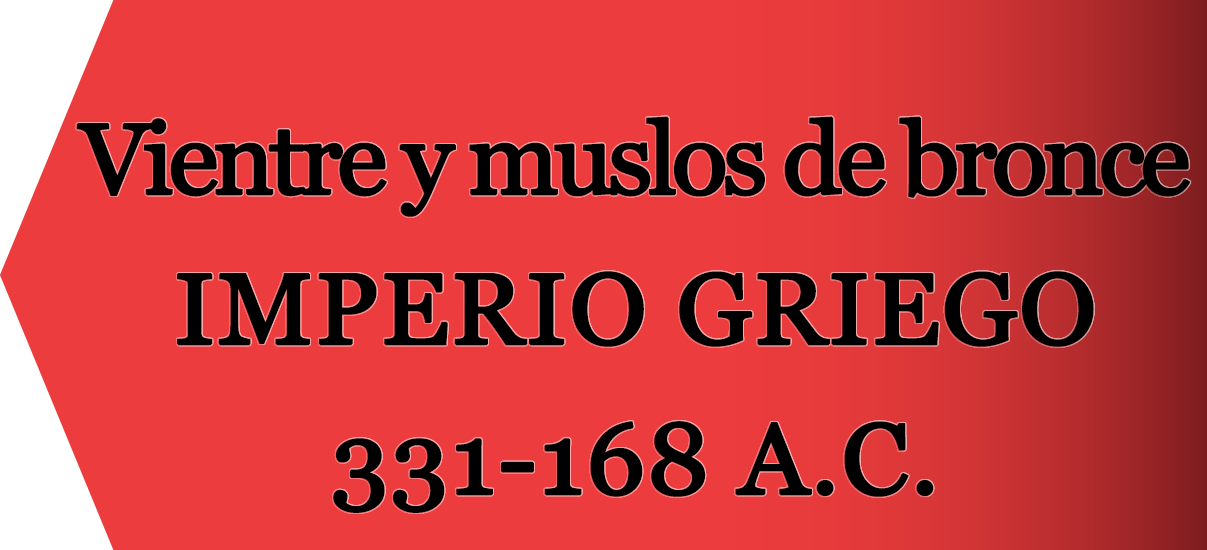 Vientre y muslos de bronce
IMPERIO GRIEGO
331-168 A.C.